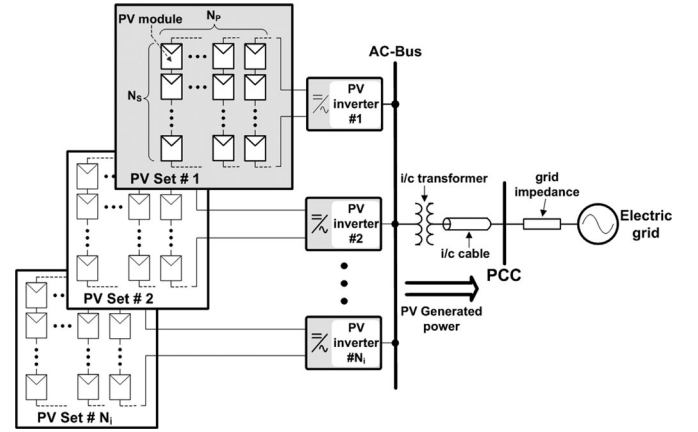 PV module
N_P
N_S
PV Set # 1
PV Set # 2
PV Set # N_i
PV
inverter
#1
PV
inverter
#2
PV
inverter
#N_i
AC-Bus
i/c transformer
i/c cable
PCC
grid
impedance
Electric
grid
PV Generated
power